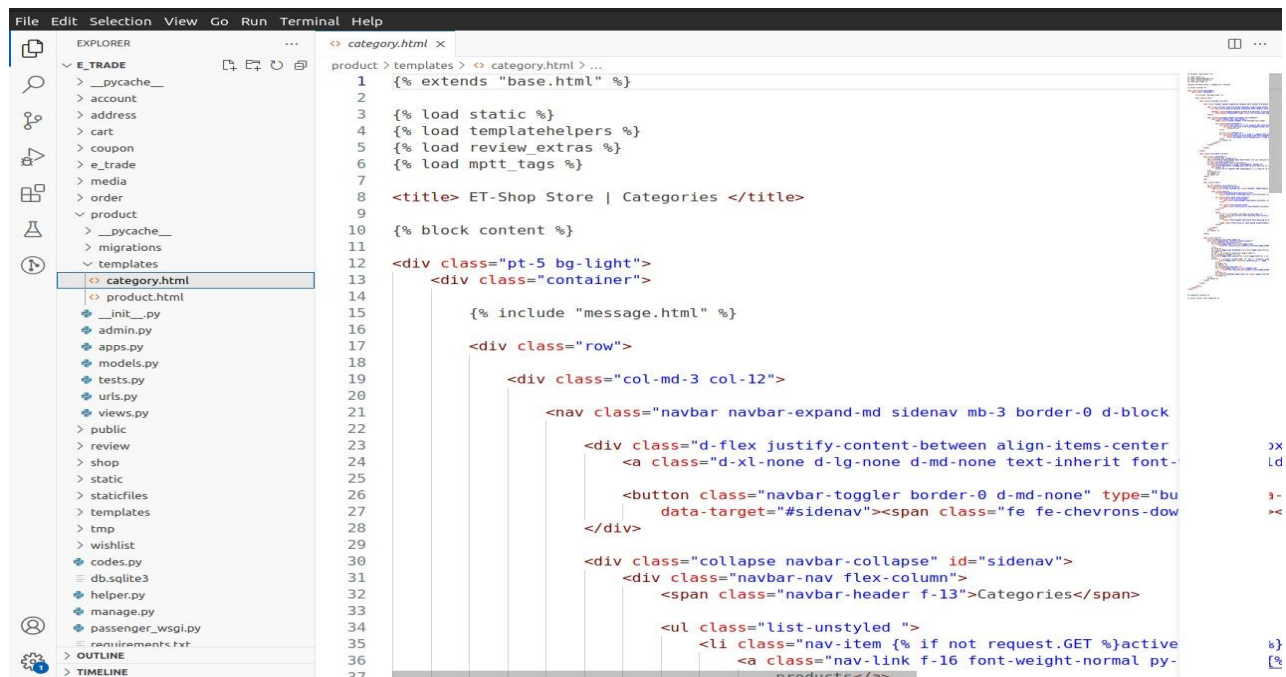 File Edit Selection View Go Run Terminal Help
EXPLORER ...
E_TRADE
__pycache__
account
address
cart
coupon
e_trade
media
order
product
__pycache__
migrations
templates
category.html
product.html
__init__.py
admin.py
apps.py
models.py
tests.py
urls.py
views.py
public
review
shop
static
staticfiles
templates
tmp
wishlist
codes.py
db.sqlite3
helper.py
manage.py
passenger_wsgi.py
requirements.txt
OUTLINE
TIMELINE
1
<> category.html ×
product > templates > <> category.html > ...
1 {% extends "base.html" %}
2
3 {% load static %}
4 {% load templatehelpers %}
5 {% load review_extras %}
6 {% load mptt_tags %}
7
8 <title> ET-Shop Store | Categories </title>
9
10 {% block content %}
11
12 <div class="pt-5 bg-light">
13 <div class="container">
14
15 {% include "message.html" %}
16
17 <div class="row">
18
19 <div class="col-md-3 col-12">
20
21 <nav class="navbar navbar-expand-md sidenav mb-3 border-0 d-block
22
23 <div class="d-flex justify-content-between align-items-center
24 <a class="d-xl-none d-lg-none d-md-none text-inherit font-
25
26 <button class="navbar-toggler border-0 d-md-none" type="bu
27 data-target="#sidenav"><span class="fe fe-chevrons-dow
28 </div>
29
30 <div class="collapse navbar-collapse" id="sidenav">
31 <div class="navbar-nav flex-column">
32 <span class="navbar-header f-13">Categories</span>
33
34 <ul class="list-unstyled ">
35 <li class="nav-item {% if not request.GET %}active
36 <a class="nav-link f-16 font-weight-normal py-
37 products</a>